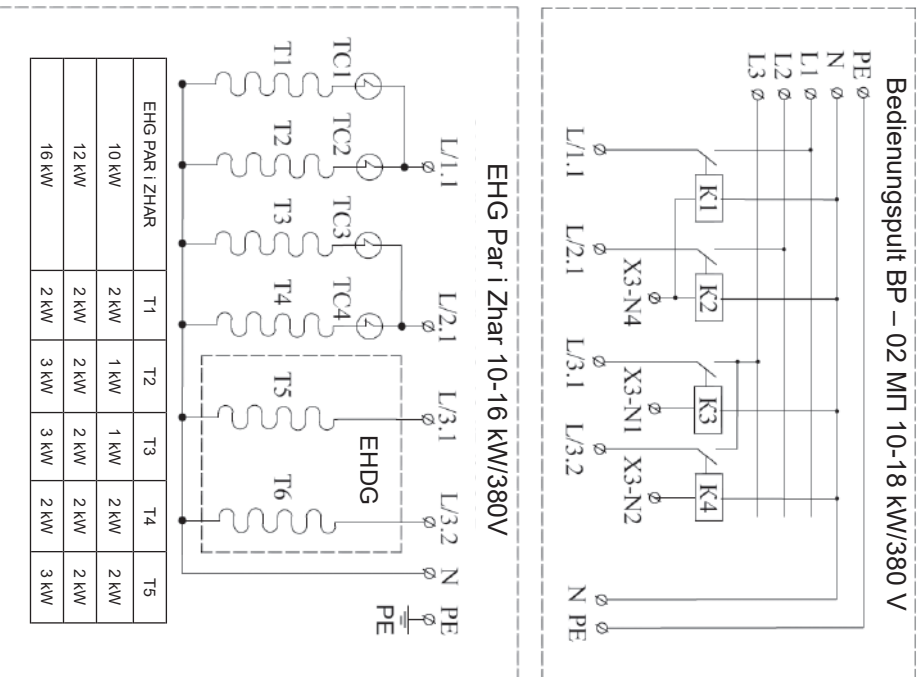 Bedienungspult BP – 02 МП 10-18 kW/380 V
PE
N
L1
L2
L3
K1
K2
K3
K4
X3-N4
X3-N1
X3-N2
L/1.1
L/2.1
L/3.1
L/3.2
N
PE
EHG Par i Zhar 10-16 kW/380V
L/1.1
L/2.1
L/3.1
L/3.2
N
PE
PE
TC1
TC2
TC3
TC4
EHDG
T1
T2
T3
T4
T5
T6
EHG PAR i ZHAR T1 T2 T3 T4 T5
10 kW 2 kW 1 kW 1 kW 2 kW 2 kW
12 kW 2 kW 2 kW 2 kW 2 kW 2 kW
16 kW 2 kW 3 kW 3 kW 2 kW 3 kW